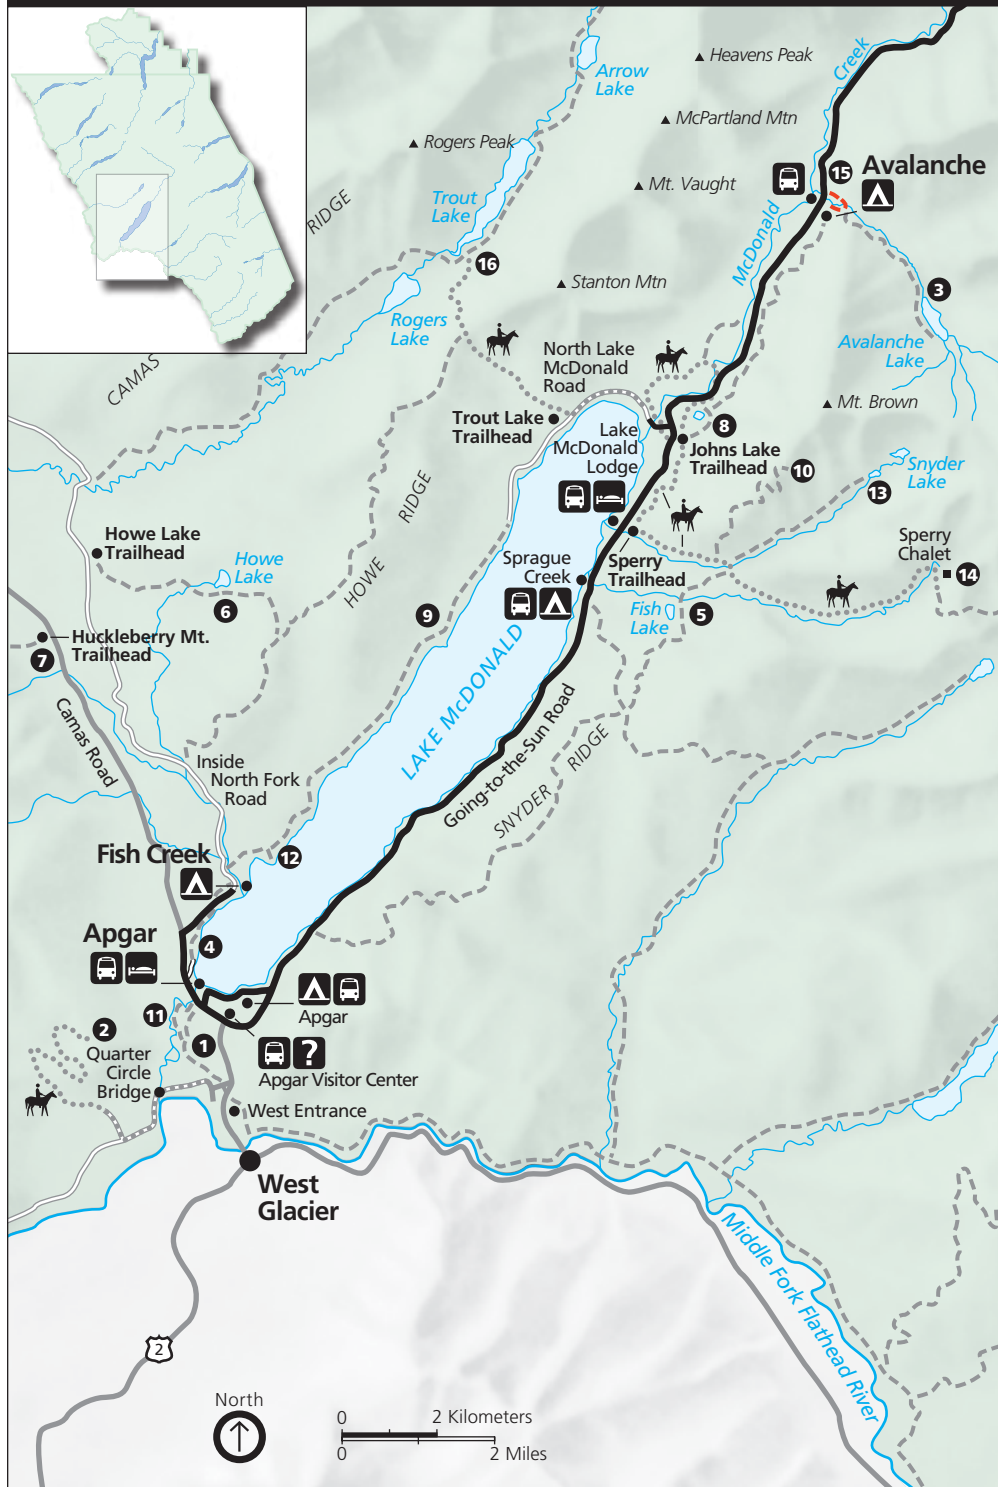 Heavens Peak
Creek
Arrow
Lake
McPartland Mtn
Rogers Peak
Avalanche
15
Mt. Vaught
Trout
Lake
RIDGE
McDonald
16
Stanton Mtn
3
Rogers
Lake
North Lake
McDonald
Road
Avalanche
Lake
CAMAS
Mt. Brown
Trout Lake
Trailhead
Lake
McDonald
Lodge
8
Johns Lake
Trailhead
10
Snyder
Lake
13
RIDGE
Howe Lake
Trailhead
Howe
Lake
HOWE
Sperry
Chalet
14
Sprague
Creek
Sperry
Trailhead
6
9
Fish
Lake
5
Huckleberry Mt.
Trailhead
7
LAKE McDONALD
Camas Road
Going-to-the-Sun Road
RIDGE
SNYDER
Inside
North Fork
Road
Fish Creek
12
Apgar
4
Apgar
11
2
1
Quarter
Circle
Bridge
?
Apgar Visitor Center
West Entrance
West
Glacier
Middle Fork Flathead River
2
North
0
2 Kilometers
0
2 Miles